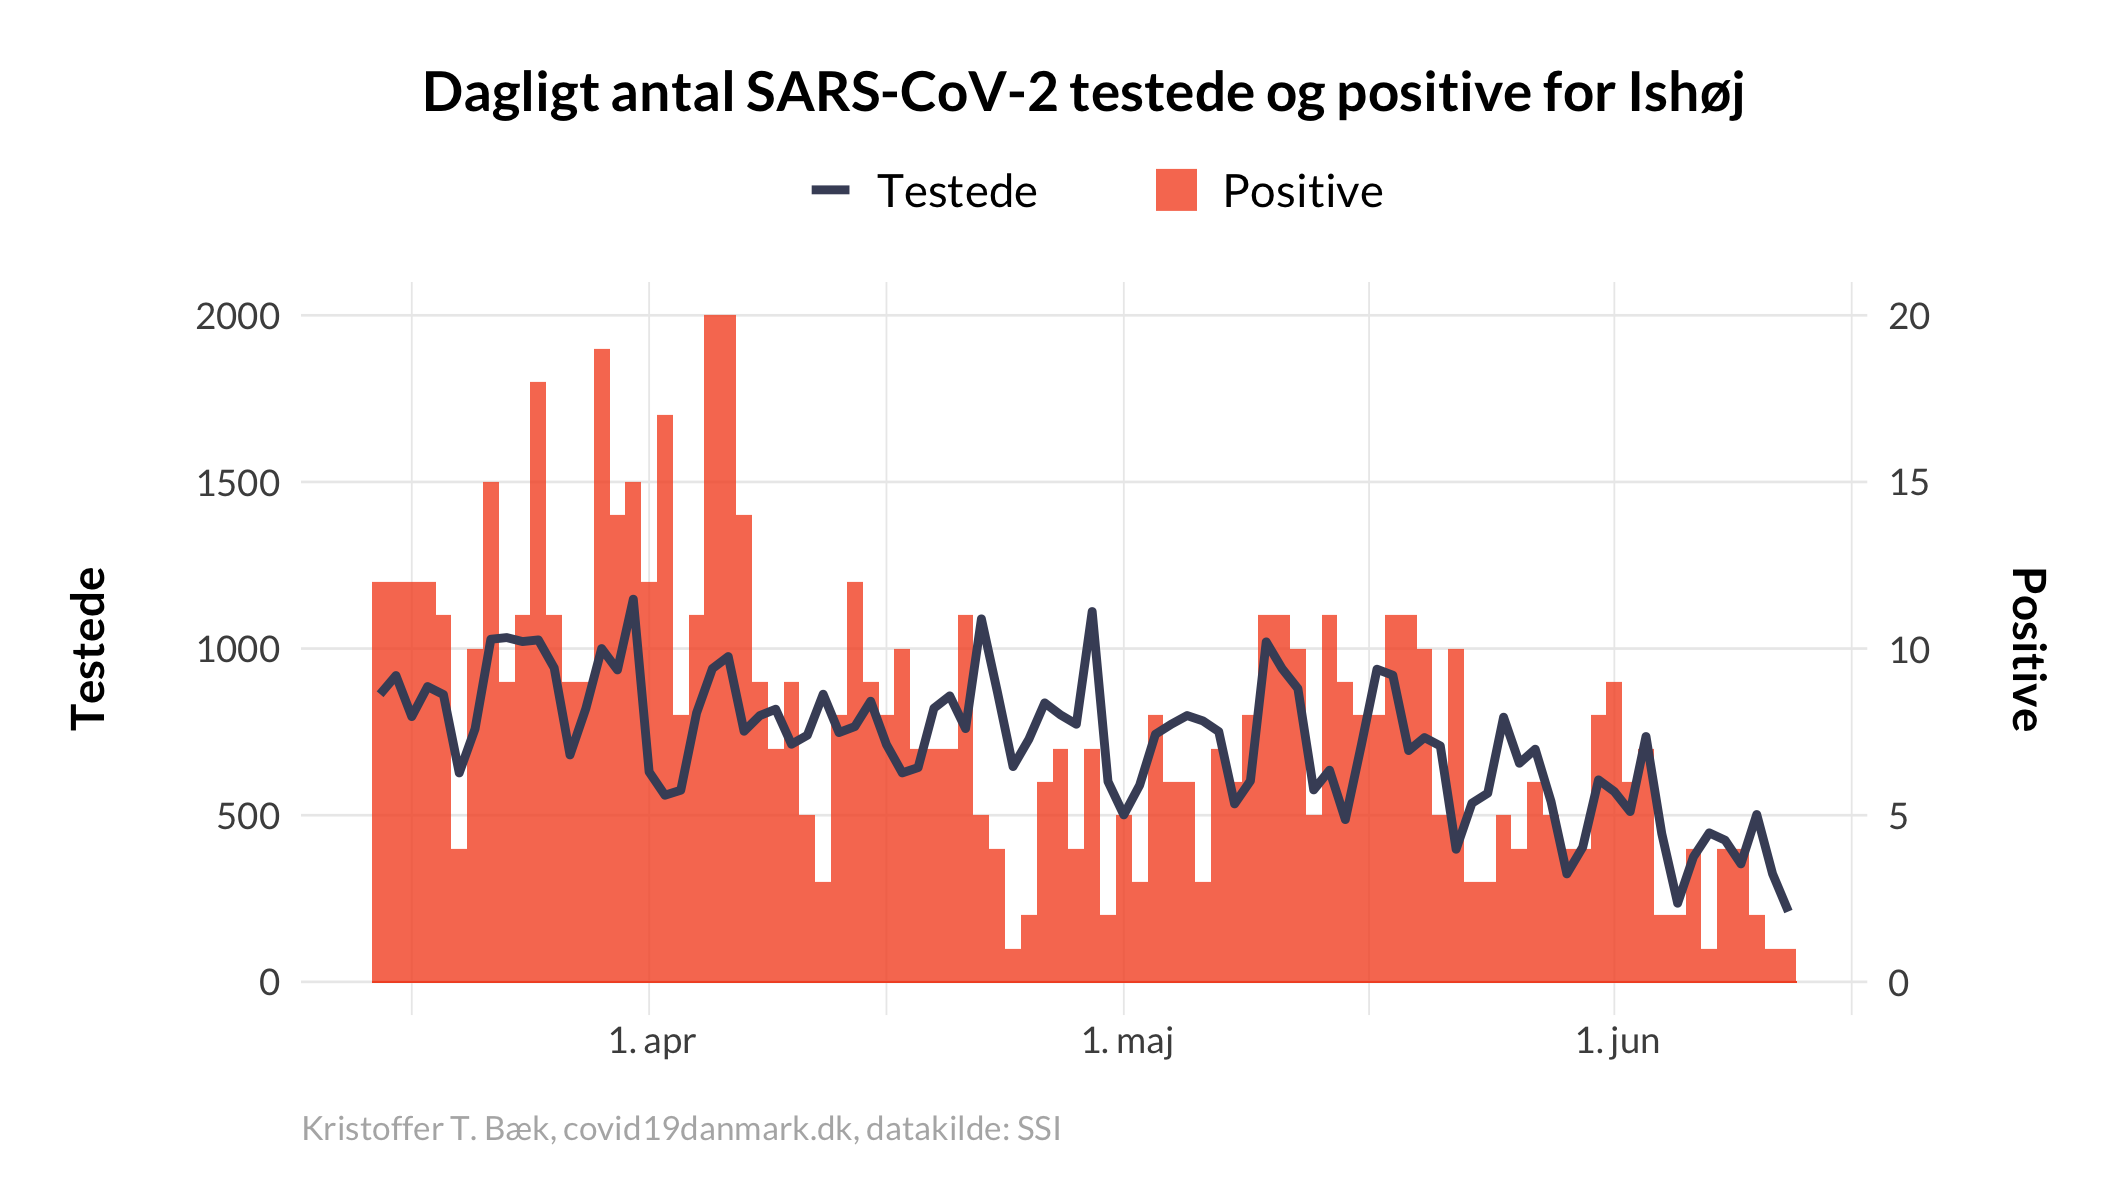 Dagligt antal SARS-CoV-2 testede og positive for Ishøj
Testede
Positive
2000
1500
1000
500
0
Testede
20
15
10
5
0
Positive
1. apr
1. maj
1. jun
Kristoffer T. Bæk, covid19danmark.dk, datakilde: SSI